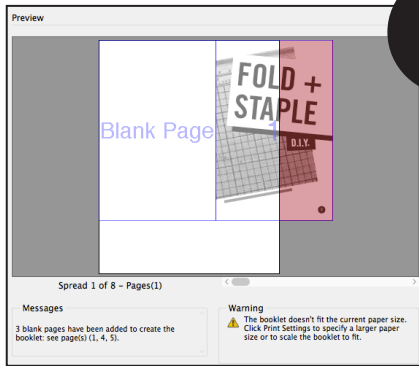 Preview
FOLD +
STAPLE
D.I.Y.
Blank Page
1
Spread 1 of 8 - Pages(1)
Messages
3 blank pages have been added to create the
booklet: see page(s) (1, 4, 5).
Warning
The booklet doesn't fit the current paper size.
Click Print Settings to specify a larger paper
size or to scale the booklet to fit.